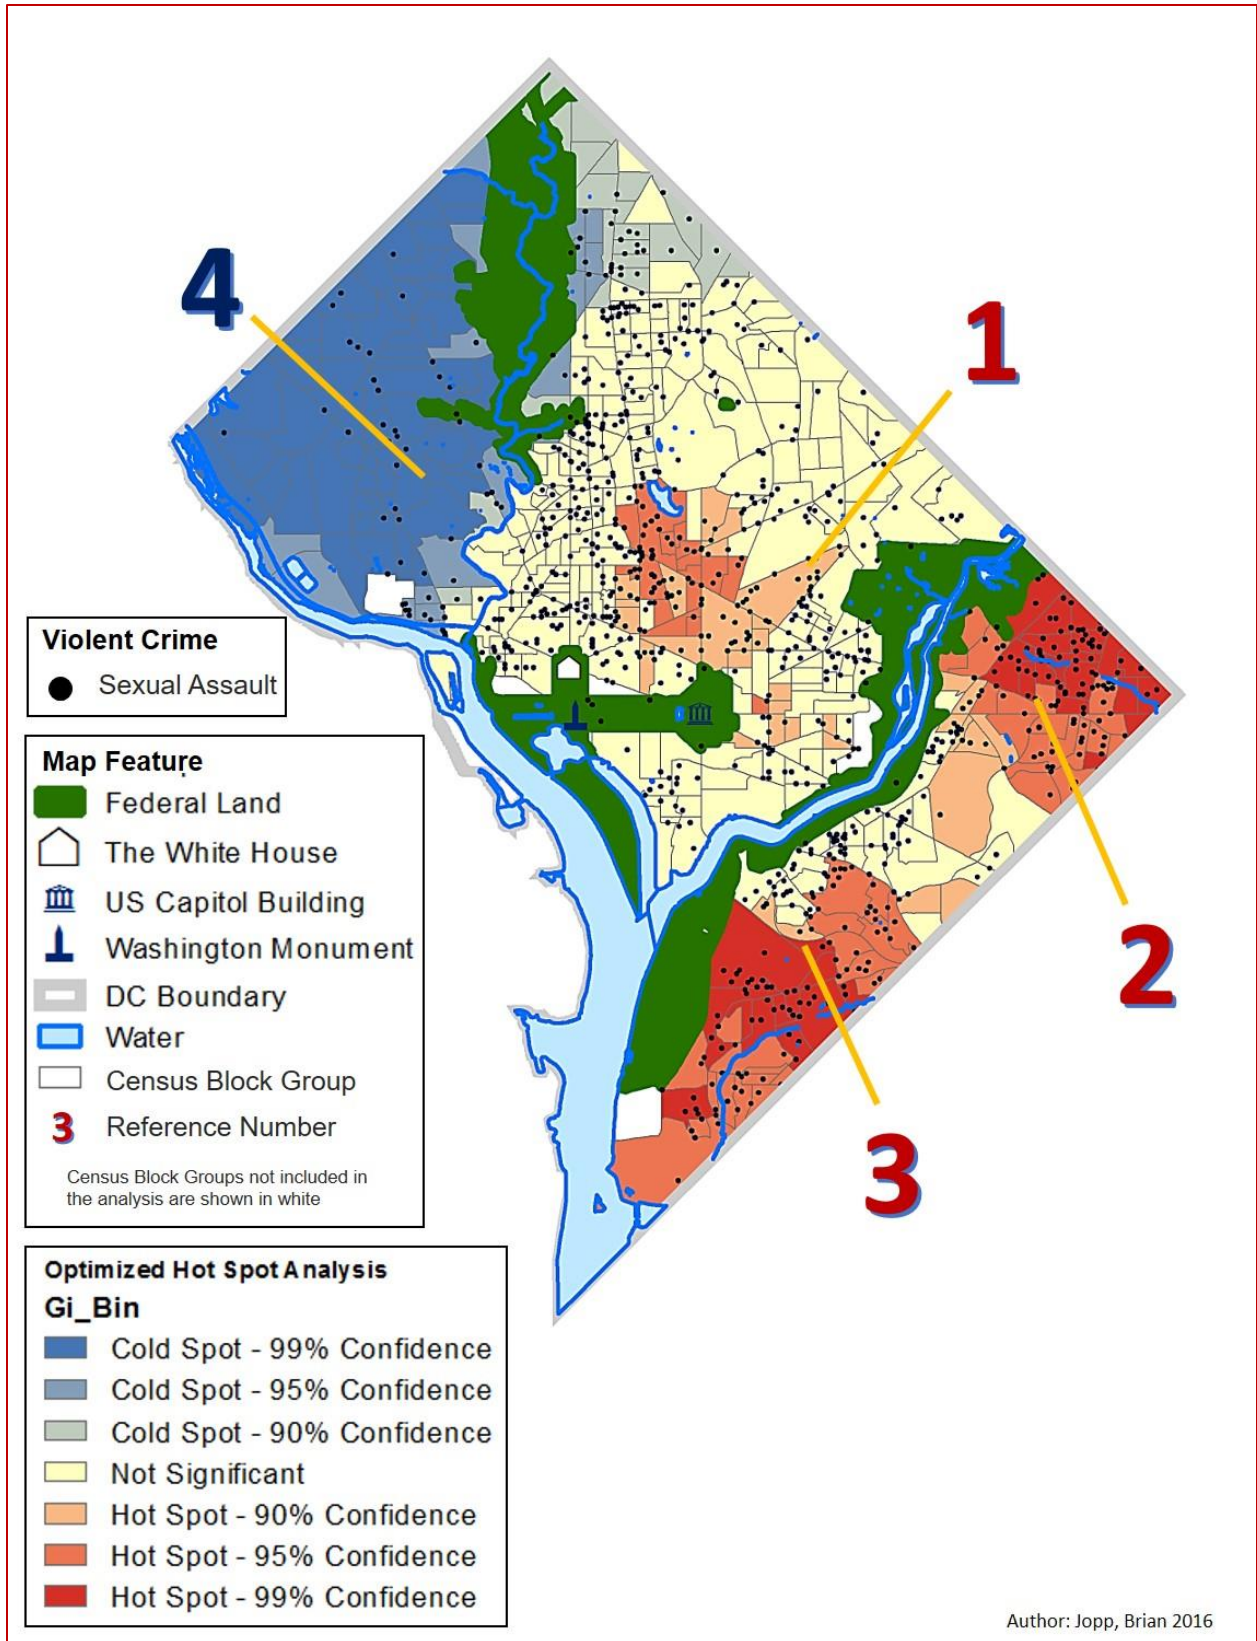 4
1
2
3
Violent Crime
Sexual Assault
Map Feature
Federal Land
The White House
US Capitol Building
Washington Monument
DC Boundary
Water
Census Block Group
3 Reference Number
Census Block Groups not included in
the analysis are shown in white
Optimized Hot Spot Analysis
Gi_Bin
Cold Spot - 99% Confidence
Cold Spot - 95% Confidence
Cold Spot - 90% Confidence
Not Significant
Hot Spot - 90% Confidence
Hot Spot - 95% Confidence
Hot Spot - 99% Confidence
Author: Jopp, Brian 2016